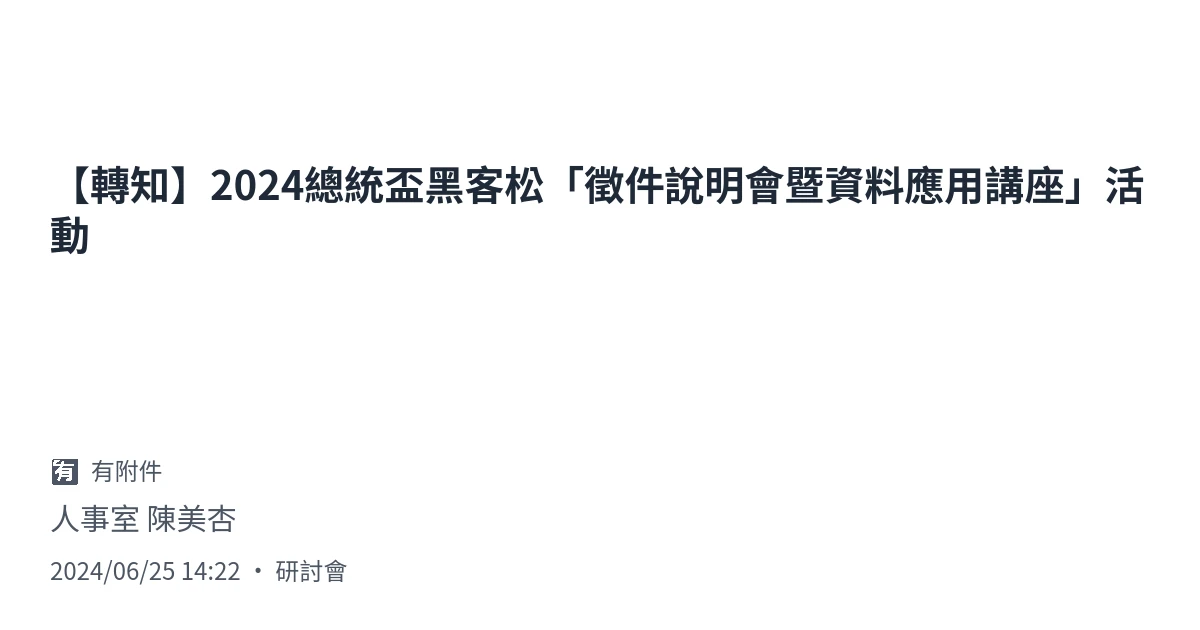 【轉知】2024總統盃黑客松「徵件說明會暨資料應用講座」活
動
🈶 有附件
人事室 陳美杏
2024/06/25 14:22 • 研討會